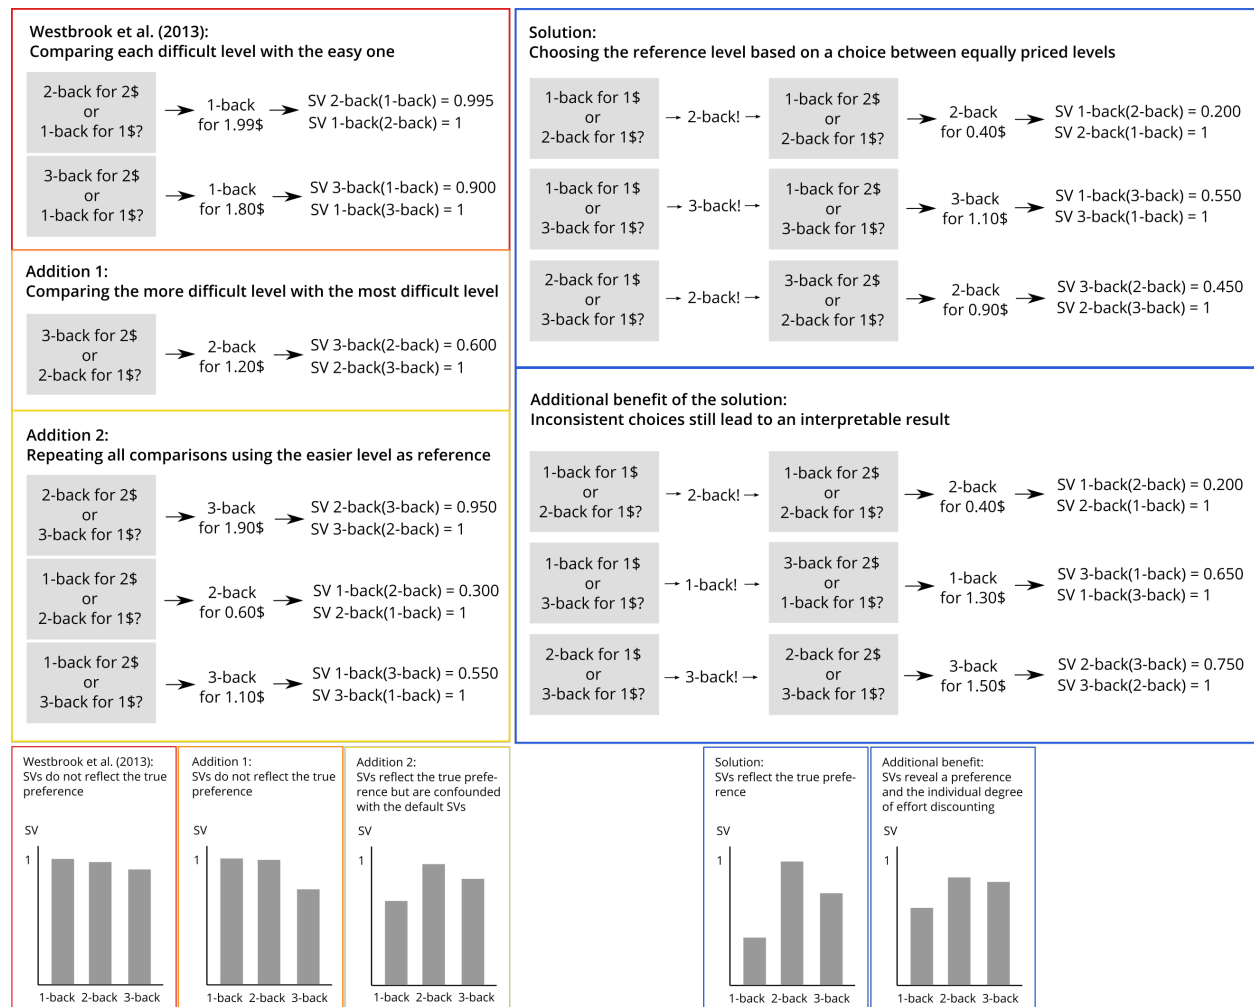 Westbrook et al. (2013):
Comparing each difficult level with the easy one
2-back for 2$
or
1-back for 1$?
1-back
for 1.99$
SV 2-back(1-back) = 0.995
SV 1-back(2-back) = 1
3-back for 2$
or
1-back for 1$?
1-back
for 1.80$
SV 3-back(1-back) = 0.900
SV 1-back(3-back) = 1
Addition 1:
Comparing the more difficult level with the most difficult level
3-back for 2$
or
2-back for 1$?
2-back
for 1.20$
SV 3-back(2-back) = 0.600
SV 2-back(3-back) = 1
Addition 2:
Repeating all comparisons using the easier level as reference
2-back for 2$
or
3-back for 1$?
3-back
for 1.90$
SV 2-back(3-back) = 0.950
SV 3-back(2-back) = 1
1-back for 2$
or
2-back for 1$?
2-back
for 0.60$
SV 1-back(2-back) = 0.300
SV 2-back(1-back) = 1
1-back for 2$
or
3-back for 1$?
3-back
for 1.10$
SV 1-back(3-back) = 0.550
SV 3-back(1-back) = 1
Solution:
Choosing the reference level based on a choice between equally priced levels
1-back for 1$
or
2-back for 1$?
2-back!
1-back for 2$
or
2-back for 1$?
2-back
for 0.40$
SV 1-back(2-back) = 0.200
SV 2-back(1-back) = 1
1-back for 1$
or
3-back for 1$?
3-back!
1-back for 2$
or
3-back for 1$?
3-back
for 1.10$
SV 1-back(3-back) = 0.550
SV 3-back(1-back) = 1
2-back for 1$
or
3-back for 1$?
2-back!
3-back for 2$
or
2-back for 1$?
2-back
for 0.90$
SV 3-back(2-back) = 0.450
SV 2-back(3-back) = 1
Additional benefit of the solution:
Inconsistent choices still lead to an interpretable result
1-back for 1$
or
2-back for 1$?
2-back!
1-back for 2$
or
2-back for 1$?
2-back
for 0.40$
SV 1-back(2-back) = 0.200
SV 2-back(1-back) = 1
1-back for 1$
or
3-back for 1$?
1-back!
3-back for 2$
or
1-back for 1$?
1-back
for 1.30$
SV 3-back(1-back) = 0.650
SV 1-back(3-back) = 1
2-back for 1$
or
3-back for 1$?
3-back!
2-back for 2$
or
3-back for 1$?
3-back
for 1.50$
SV 2-back(3-back) = 0.750
SV 3-back(2-back) = 1
Westbrook et al. (2013):
SVs do not reflect the true
preference
SV
1
1-back 2-back 3-back
Addition 1:
SVs do not reflect the true
preference
SV
1
1-back 2-back 3-back
Addition 2:
SVs reflect the true prefe-
rence but are confounded
with the default SVs
SV
1
1-back 2-back 3-back
Solution:
SVs reflect the true prefe-
rence
SV
1
1-back 2-back 3-back
Additional benefit:
SVs reveal a preference
and the individual degree
of effort discounting
SV
1
1-back 2-back 3-back